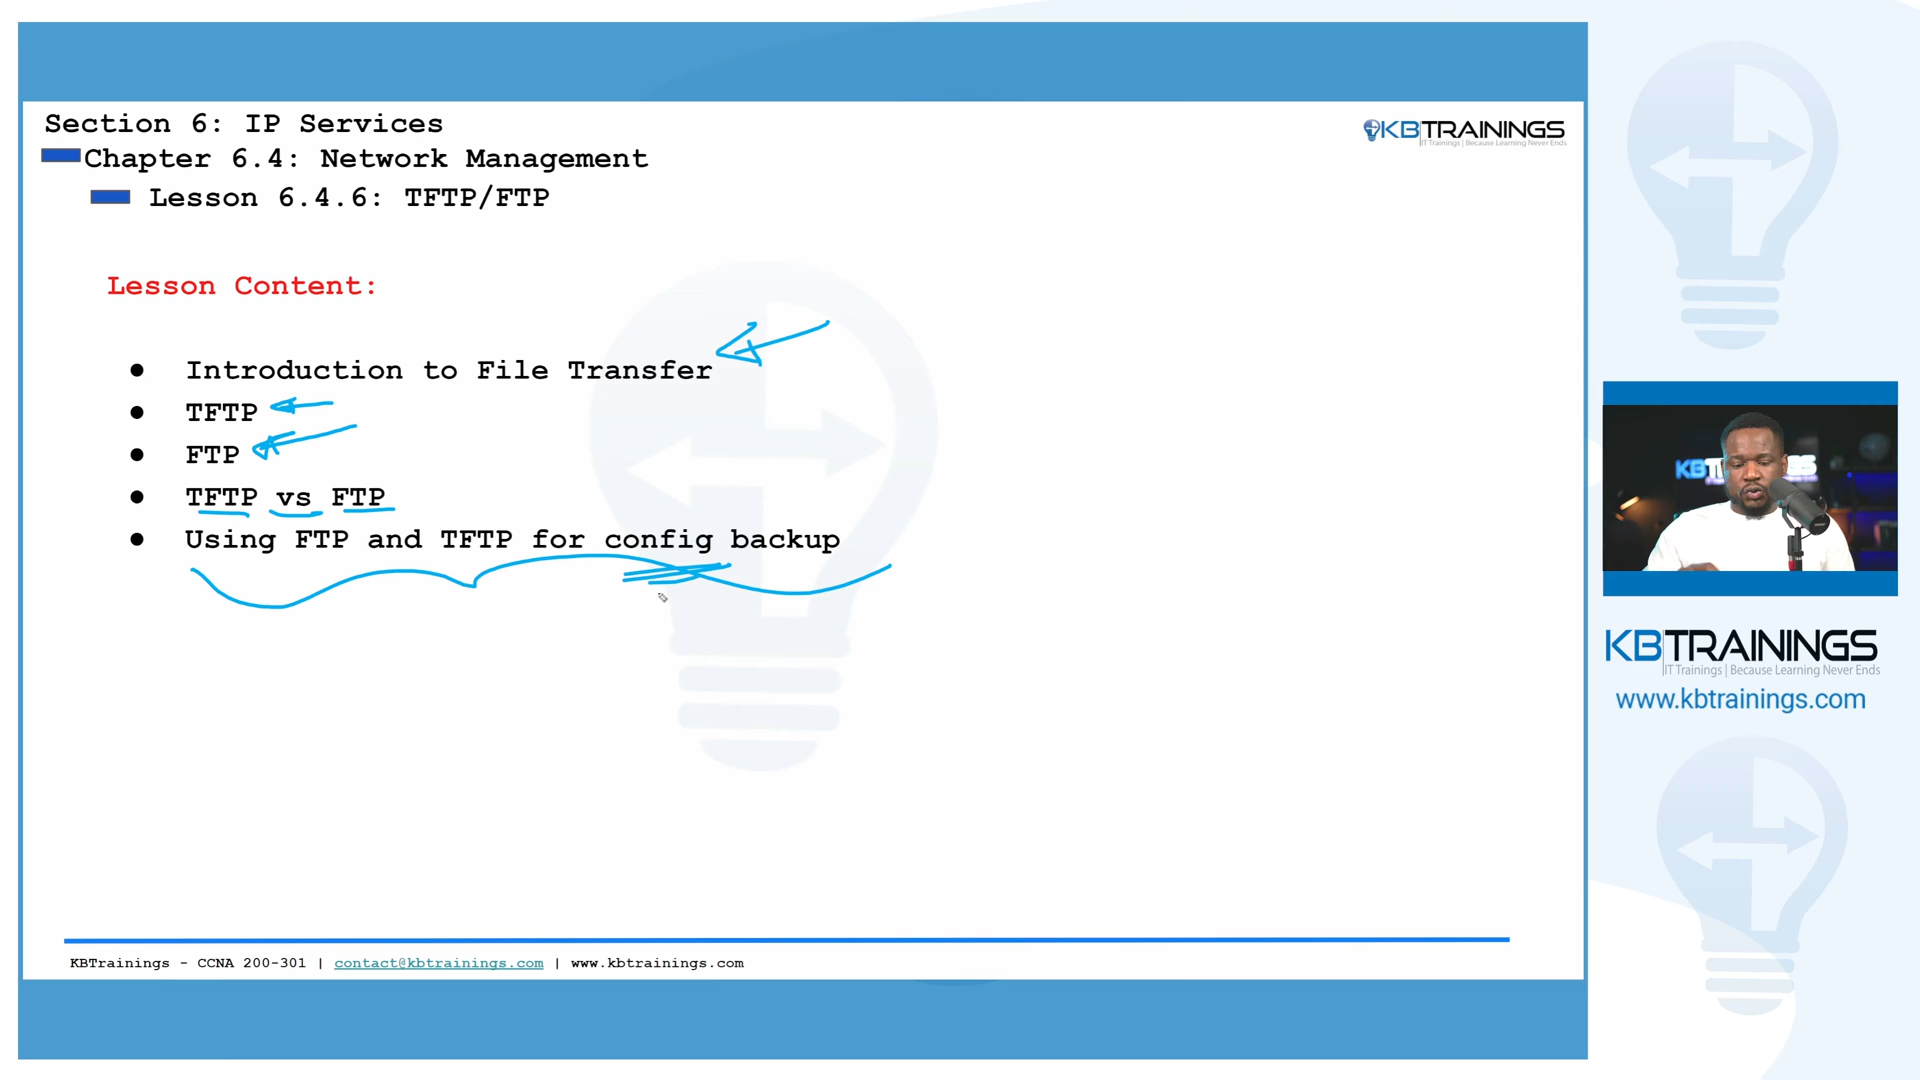 Section 6: IP Services
Chapter 6.4: Network Management
Lesson 6.4.6: TFTP/FTP
KBTRAININGS
IT Trainings | Because Learning Never Ends
Lesson Content:
● Introduction to File Transfer
● TFTP
● FTP
● TFTP vs FTP
● Using FTP and TFTP for config backup
KBTRAININGS
IT Trainings | Because Learning Never Ends
www.kbtrainings.com
KBTrainings - CCNA 200-301 | contact@kbtrainings.com | www.kbtrainings.com